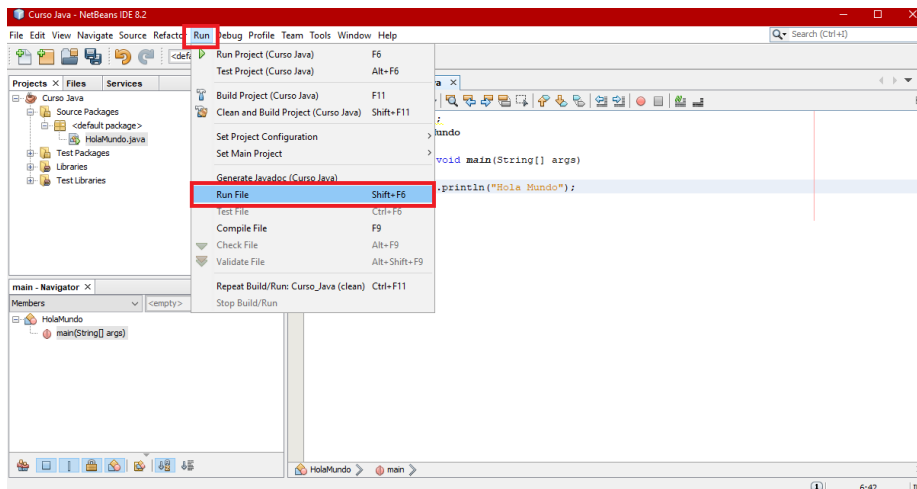 Curso Java - NetBeans IDE 8.2
File Edit View Navigate Source Refactor Run Debug Profile Team Tools Window Help
Search (Ctrl+I)
<defa
Run Project (Curso Java) F6
Test Project (Curso Java) Alt+F6
Build Project (Curso Java) F11
Clean and Build Project (Curso Java) Shift+F11
Set Project Configuration
Set Main Project
Generate Javadoc (Curso Java)
Run File Shift+F6
Test File Ctrl+F6
Compile File F9
Check File Alt+F9
Validate File Alt+Shift+F9
Repeat Build/Run: Curso_Java (clean) Ctrl+F11
Stop Build/Run
Projects Files Services
Curso Java
Source Packages
<default package>
HolaMundo.java
Test Packages
Libraries
Test Libraries
a
;
undo
void main(String[] args)
.println("Hola Mundo");
main - Navigator
Members <empty>
HolaMundo
main(String[] args)
HolaMundo main
1 6:42